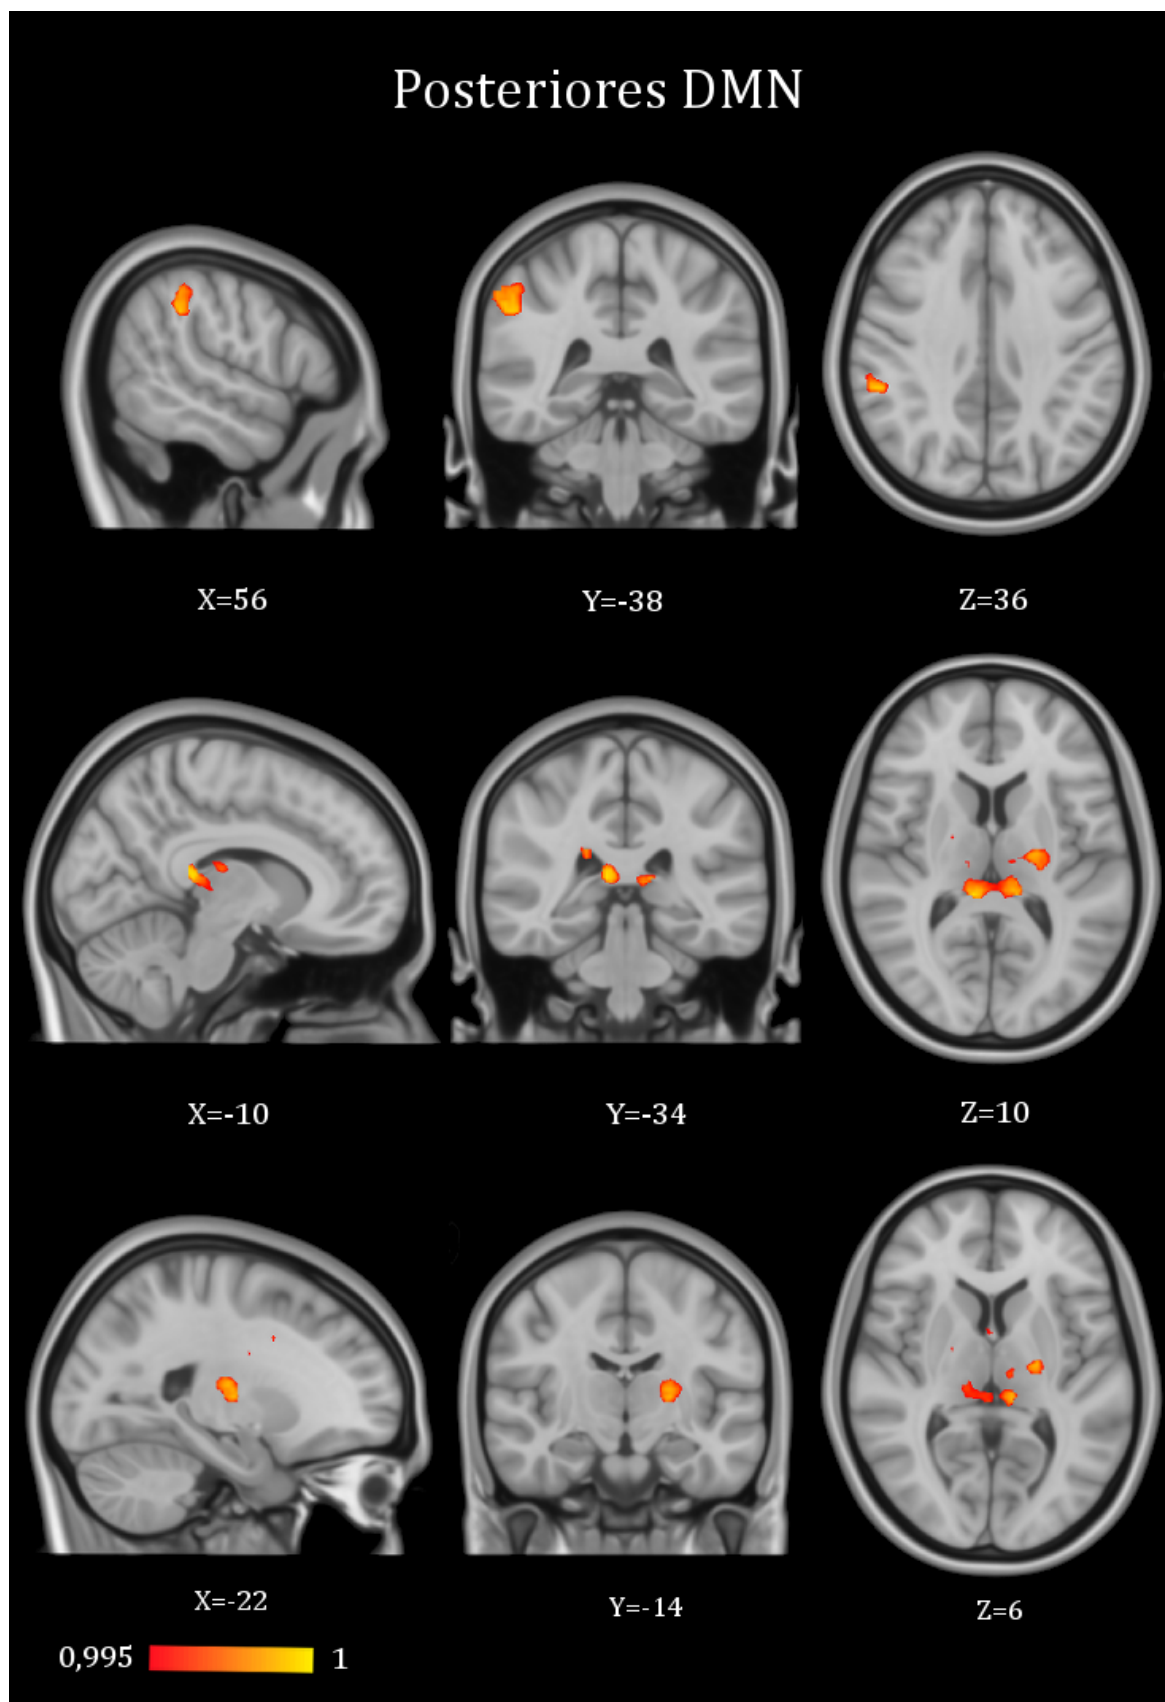 Posteriores DMN
X=56 Y=-38 Z=36
X=-10 Y=-34 Z=10
X=-22 Y=-14 Z=6
0,995 1